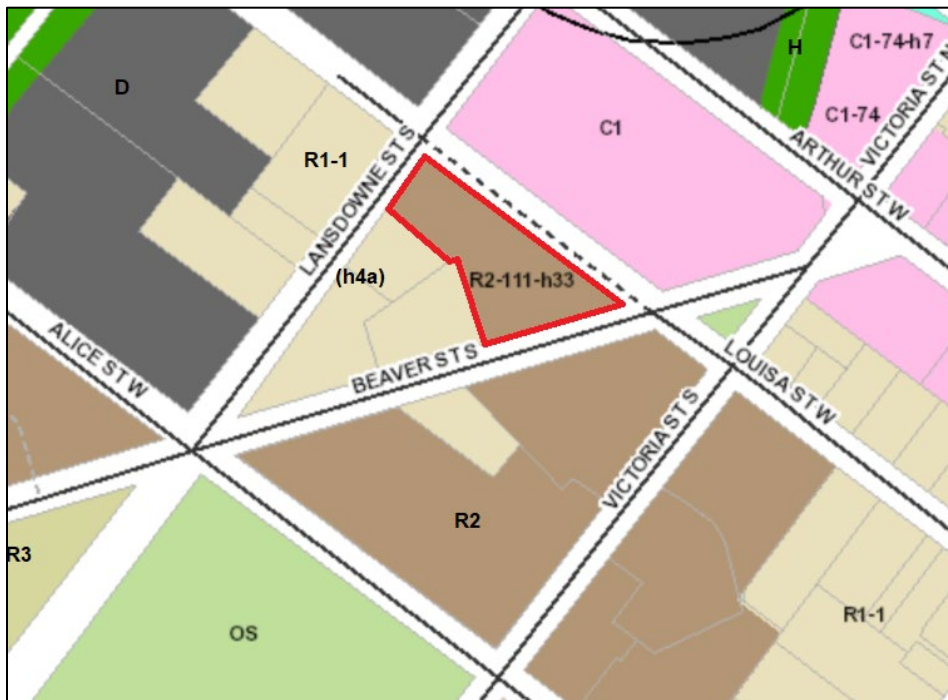 H
C1-74-h7
D
C1-74
VICTORIA ST N
C1
ARTHUR ST W
R1-1
LANSDOWNE ST S
(h4a)
R2-111-h33
ALICE ST W
BEAVER ST S
LOUISA ST W
VICTORIA ST S
R2
R3
R1-1
OS